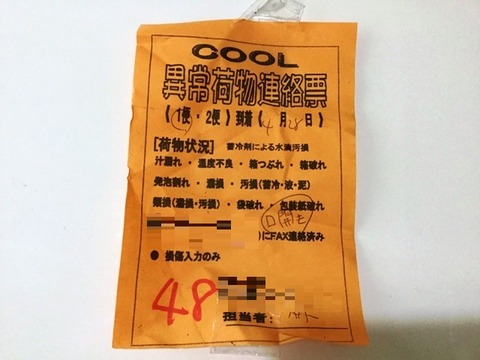 COOL
異常荷物連絡票
( 1便・2便 ) 到着 ( 4月28日 )
[荷物状況] 蓄冷剤による水滴汚損
汁漏れ・温度不良・箱つぶれ・箱破れ
発泡割れ・濡損・汚損(蓄冷・液・泥)
類損(濡損・汚損)・袋破れ・包装紙破れ
口開き
)にFAX連絡済み
● 損傷入力のみ
48
担当者: